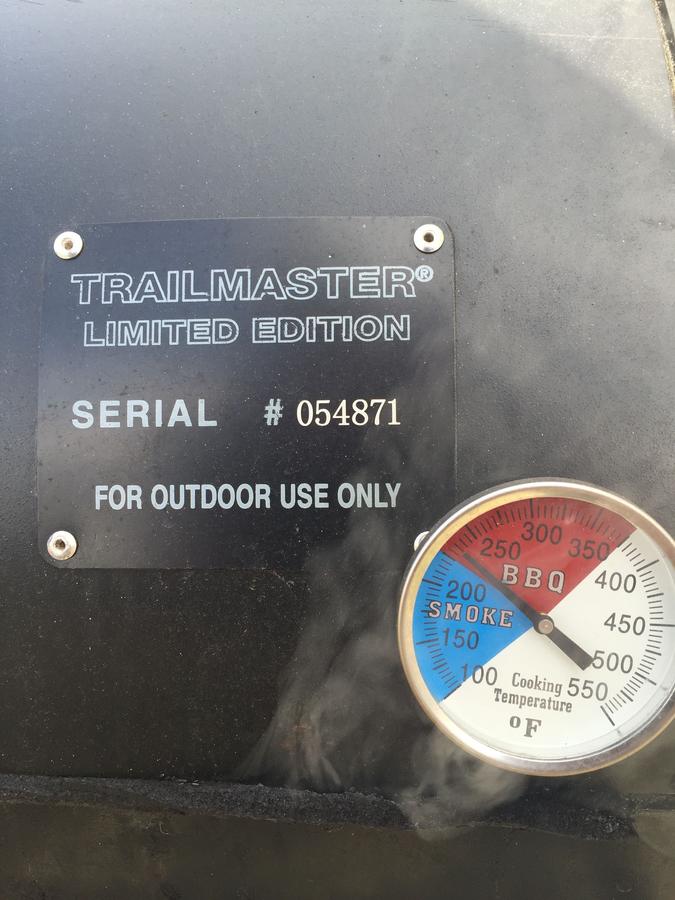 TRAILMASTER®
LIMITED EDITION
SERIAL # 054871
FOR OUTDOOR USE ONLY
100
150
200
250
300
350
400
450
500
550
SMOKE
BBQ
Cooking
Temperature
°F